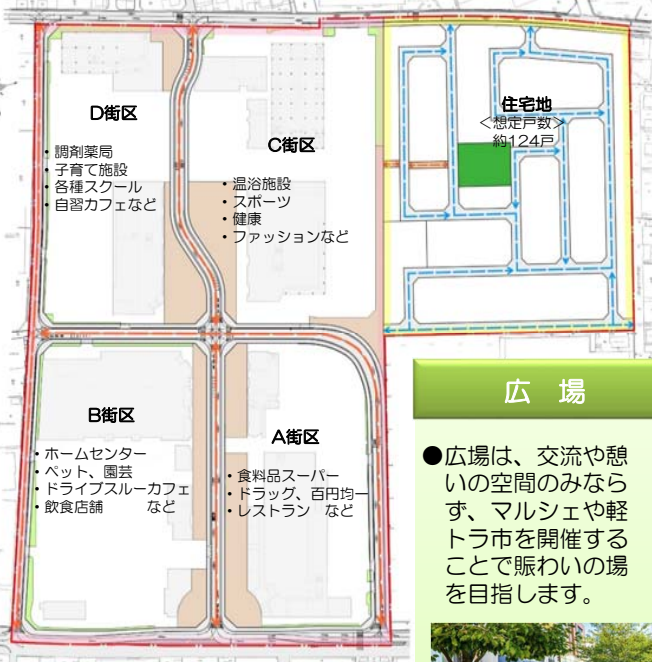 D街区
・調剤薬局
・子育て施設
・各種スクール
・自習カフェなど
C街区
・温浴施設
・スポーツ
・健康
・ファッションなど
住宅地
＜想定戸数＞
約124戸
B街区
・ホームセンター
・ペット、園芸
・ドライブスルーカフェ
・飲食店舗　　など
A街区
・食料品スーパー
・ドラッグ、百円均一
・レストラン　など
広　場
●広場は、交流や憩
いの空間のみなら
ず、マルシェや軽
トラ市を開催する
ことで賑わいの場
を目指します。